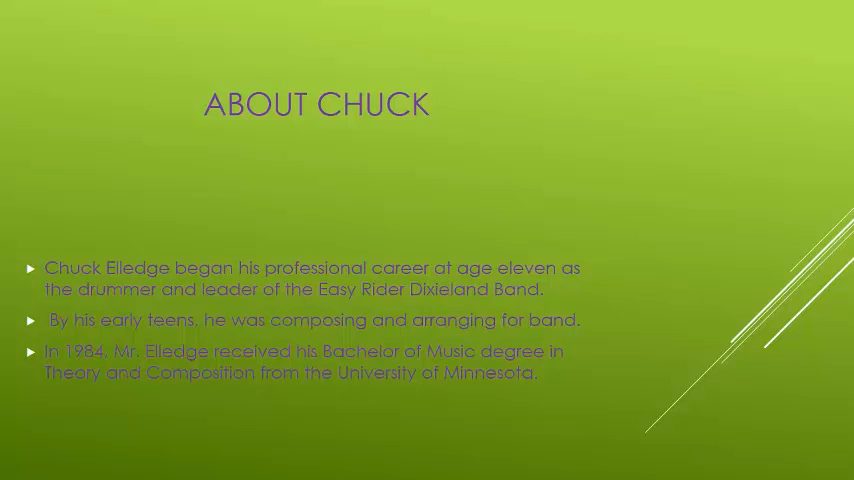 ABOUT CHUCK
Chuck Elledge began his professional career at age eleven as
the drummer and leader of the Easy Rider Dixieland Band.
By his early teens, he was composing and arranging for band.
In 1984, Mr. Elledge received his Bachelor of Music degree in
Theory and Composition from the University of Minnesota.